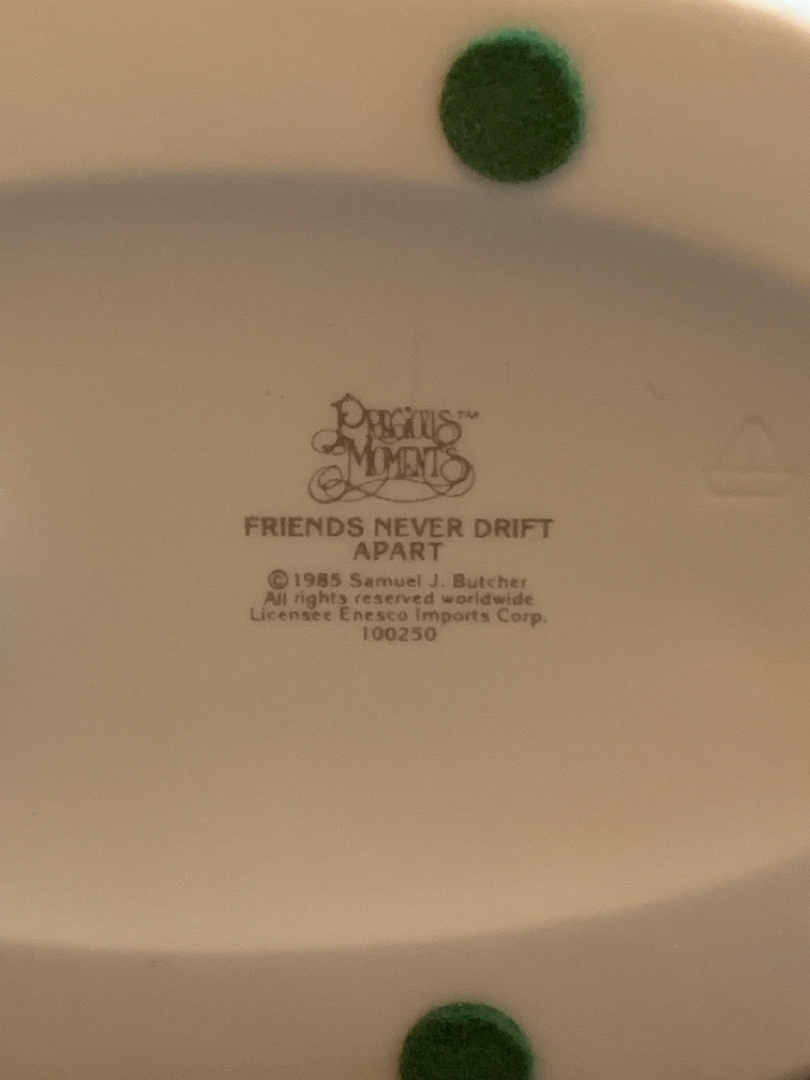 PRECIOUS™
MOMENTS
FRIENDS NEVER DRIFT
APART
©1985 Samuel J. Butcher
All rights reserved worldwide
Licensee Enesco Imports Corp.
100250